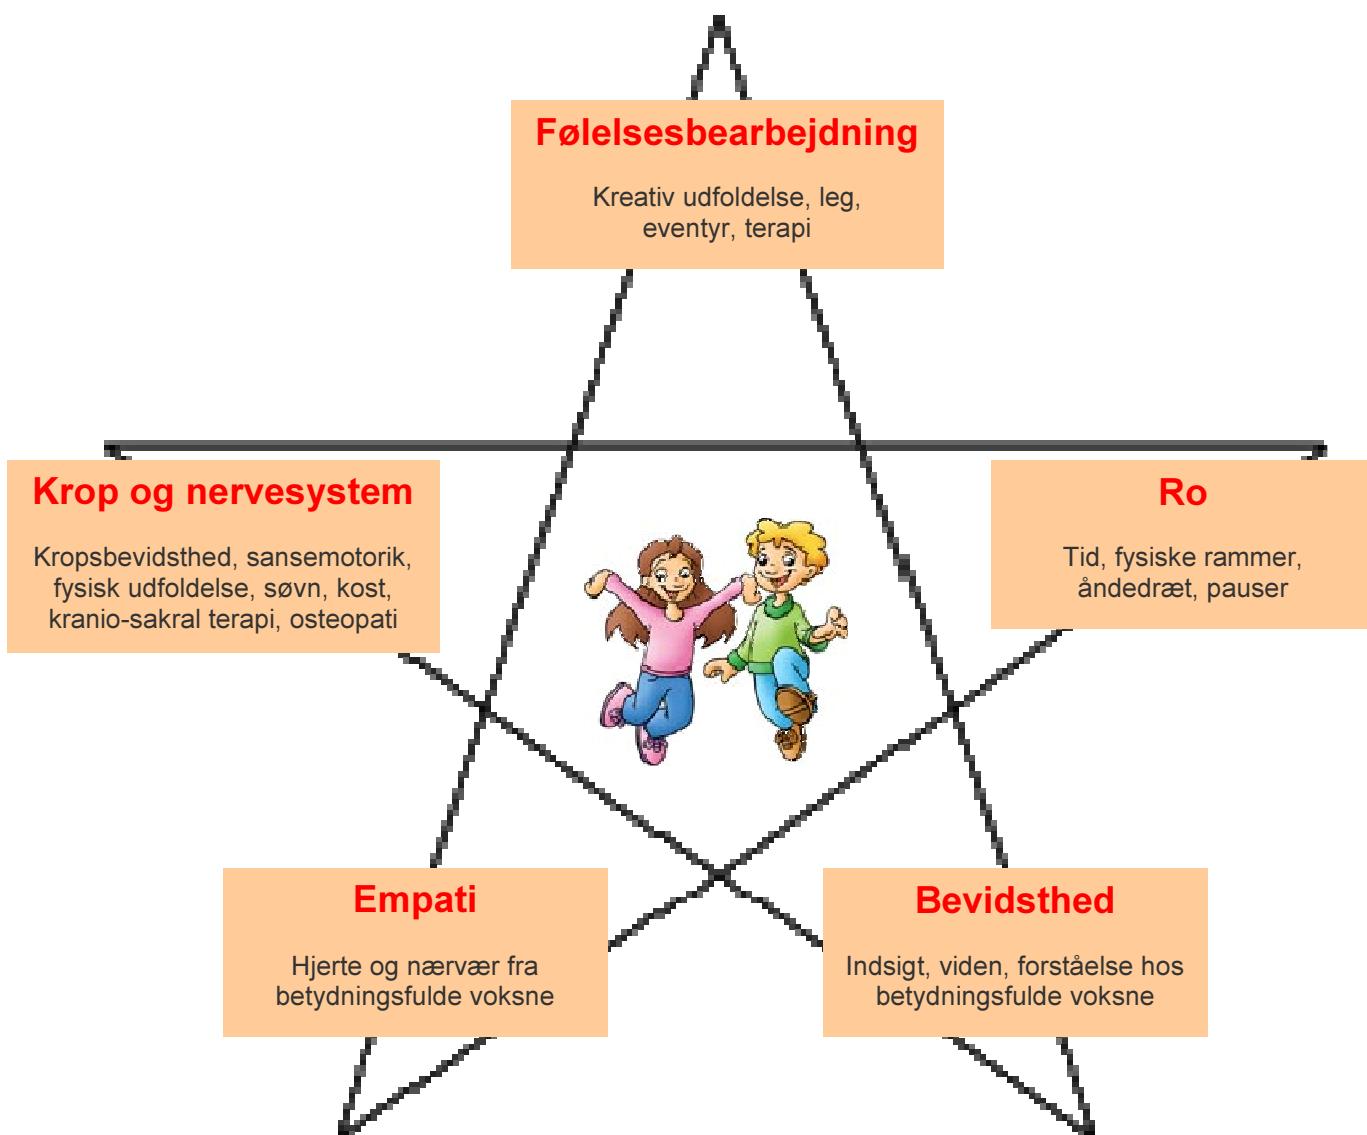 Følelsesbearbejdning
Kreativ udfoldelse, leg,
eventyr, terapi
Krop og nervesystem
Kropsbevidsthed, sansemotorik,
fysisk udfoldelse, søvn, kost,
kranio-sakral terapi, osteopati
Ro
Tid, fysiske rammer,
åndedræt, pauser
Empati
Hjerte og nærvær fra
betydningsfulde voksne
Bevidsthed
Indsigt, viden, forståelse hos
betydningsfulde voksne